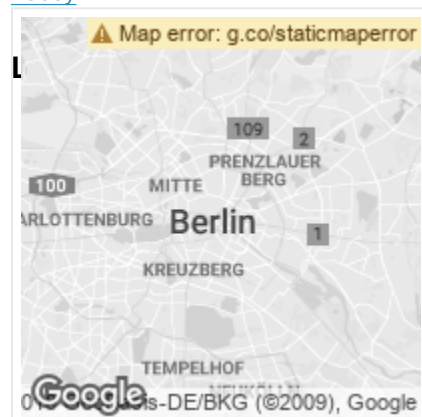 Map error: g.co/staticmaperror
L
109
2
PRENZLAUER
BERG
100
MITTE
ARLOTTENBURG
Berlin
1
KREUZBERG
TEMPELHOF
Google
-DE/BKG (©2009), Google